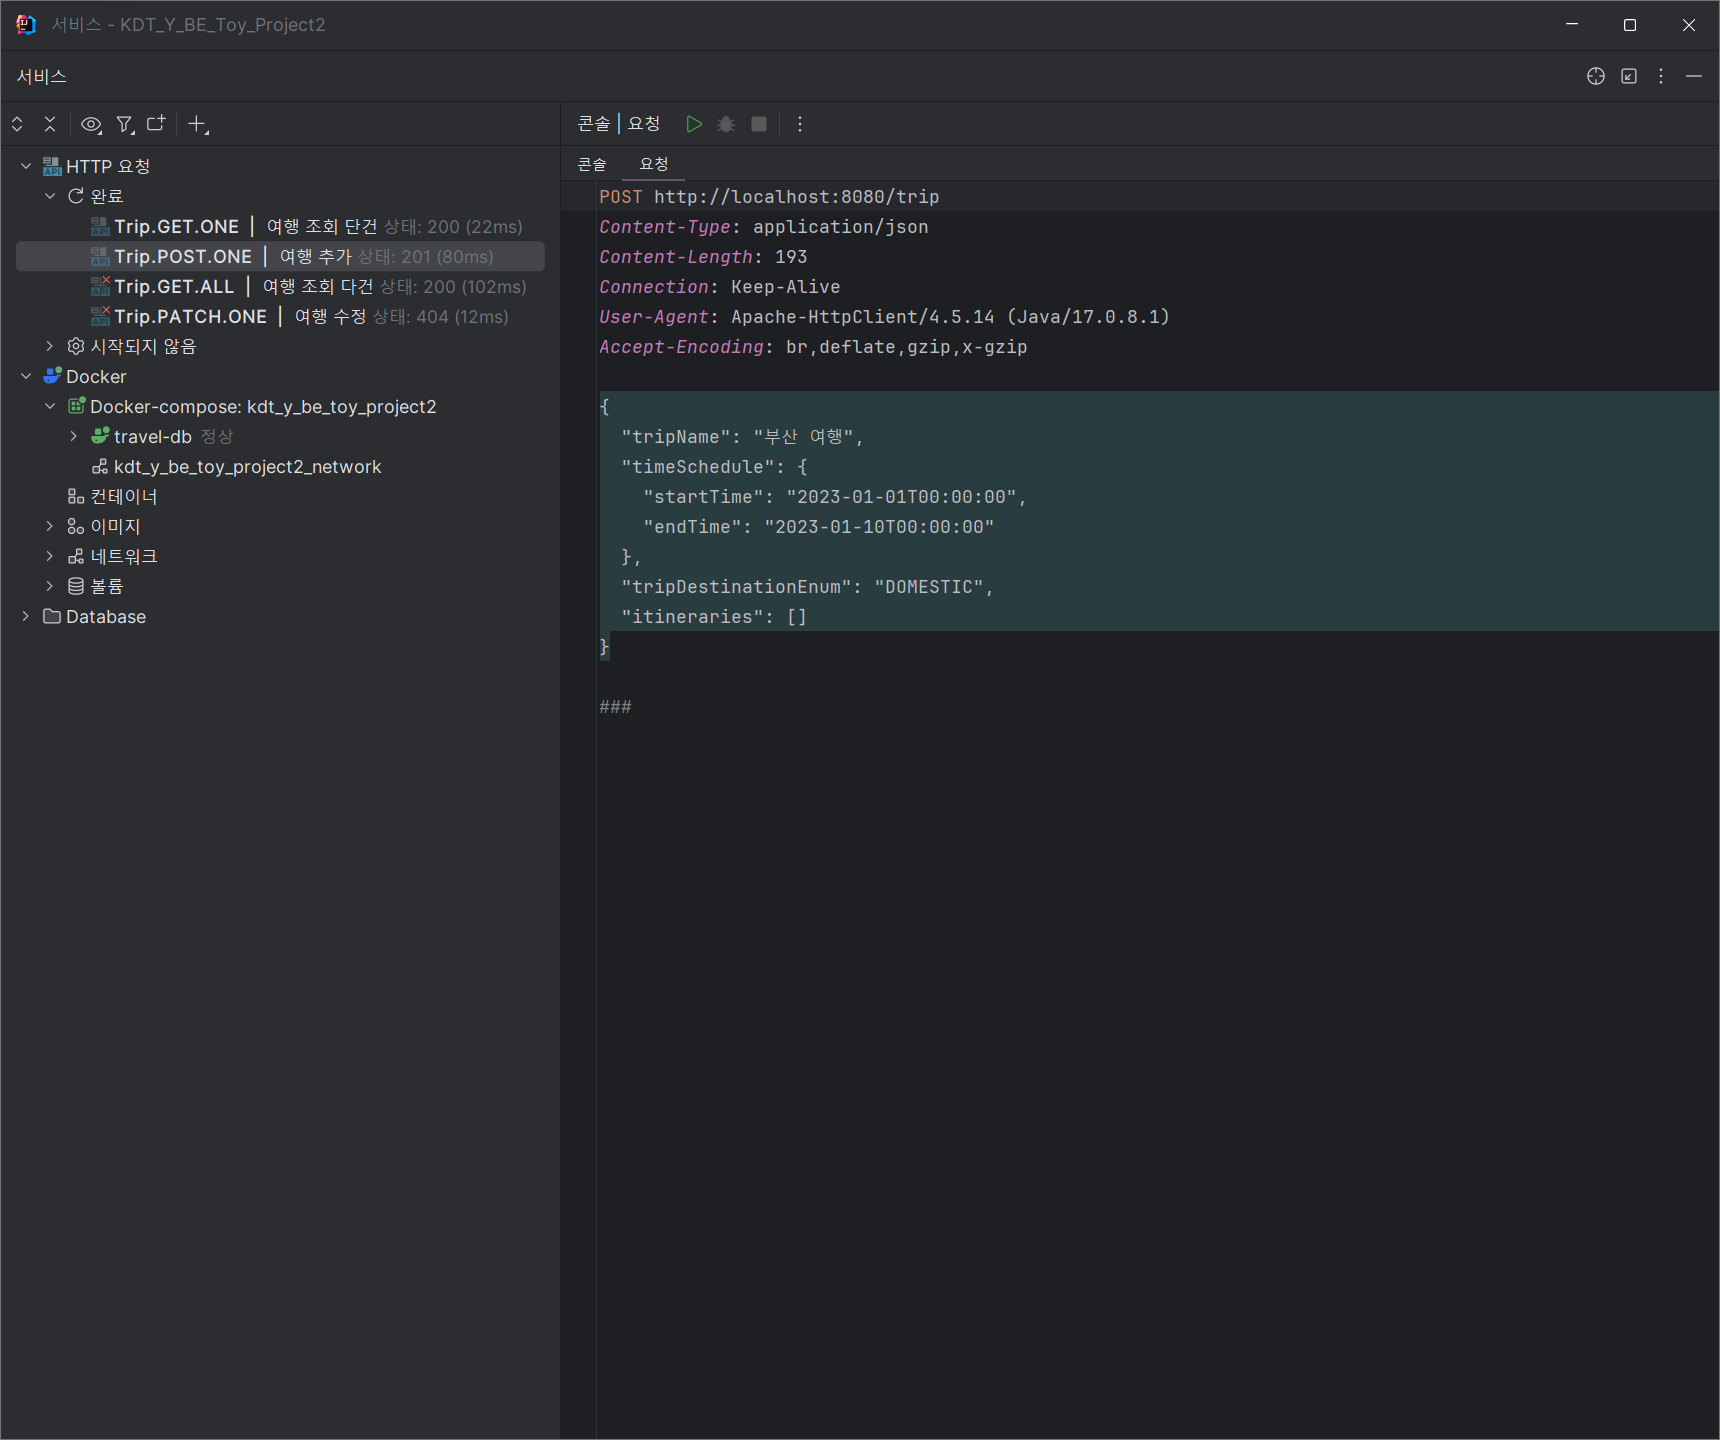 서비스 - KDT_Y_BE_Toy_Project2
서비스
콘솔 | 요청
HTTP 요청
완료
Trip.GET.ONE | 여행 조회 단건 상태: 200 (22ms)
Trip.POST.ONE | 여행 추가 상태: 201 (80ms)
Trip.GET.ALL | 여행 조회 다건 상태: 200 (102ms)
Trip.PATCH.ONE | 여행 수정 상태: 404 (12ms)
시작되지 않음
Docker
Docker-compose: kdt_y_be_toy_project2
travel-db 정상
kdt_y_be_toy_project2_network
컨테이너
이미지
네트워크
볼륨
Database
콘솔 요청
POST http://localhost:8080/trip
Content-Type: application/json
Content-Length: 193
Connection: Keep-Alive
User-Agent: Apache-HttpClient/4.5.14 (Java/17.0.8.1)
Accept-Encoding: br,deflate,gzip,x-gzip
{
"tripName": "부산 여행",
"timeSchedule": {
"startTime": "2023-01-01T00:00:00",
"endTime": "2023-01-10T00:00:00"
},
"tripDestinationEnum": "DOMESTIC",
"itineraries": []
}
###